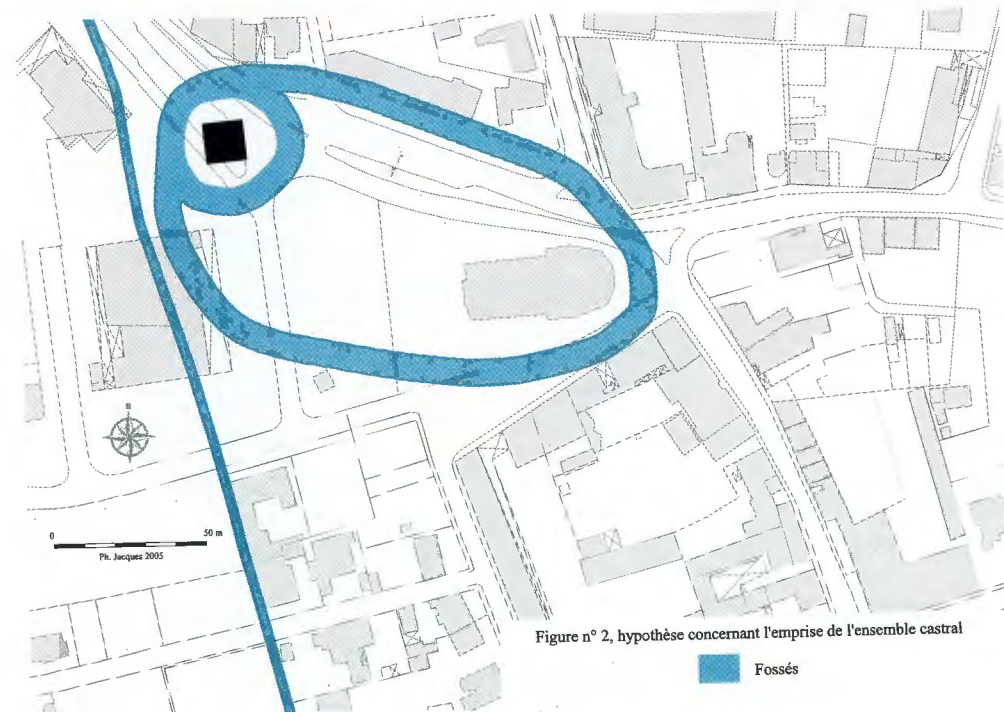 0 50 m
Ph. Jacques 2005
Figure n° 2, hypothèse concernant l'emprise de l'ensemble castral
Fossés